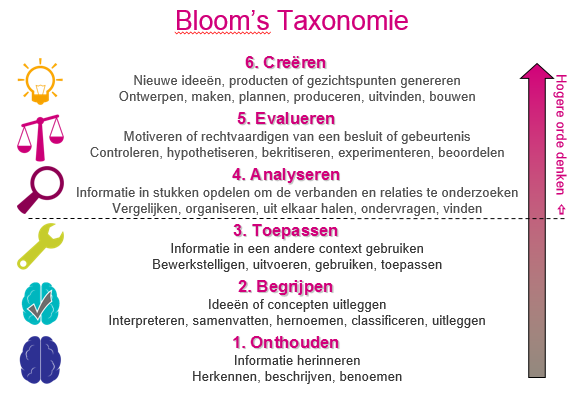 Bloom's Taxonomie
6. Creëren
Nieuwe ideeën, producten of gezichtspunten genereren
Ontwerpen, maken, plannen, produceren, uitvinden, bouwen
5. Evalueren
Motiveren of rechtvaardigen van een besluit of gebeurtenis
Controleren, hypothetiseren, bekritiseren, experimenteren, beoordelen
4. Analyseren
Informatie in stukken opdelen om de verbanden en relaties te onderzoeken
Vergelijken, organiseren, uit elkaar halen, ondervragen, vinden
3. Toepassen
Informatie in een andere context gebruiken
Bewerkstelligen, uitvoeren, gebruiken, toepassen
2. Begrijpen
Ideeën of concepten uitleggen
Interpreteren, samenvatten, hernoemen, classificeren, uitleggen
1. Onthouden
Informatie herinneren
Herkennen, beschrijven, benoemen
Hogere orde denken